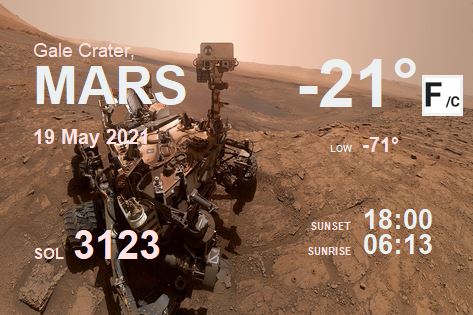 Gale Crater,
MARS
-21°
F/C
19 May 2021
LOW -71°
SOL 3123
SUNSET 18:00
SUNRISE 06:13